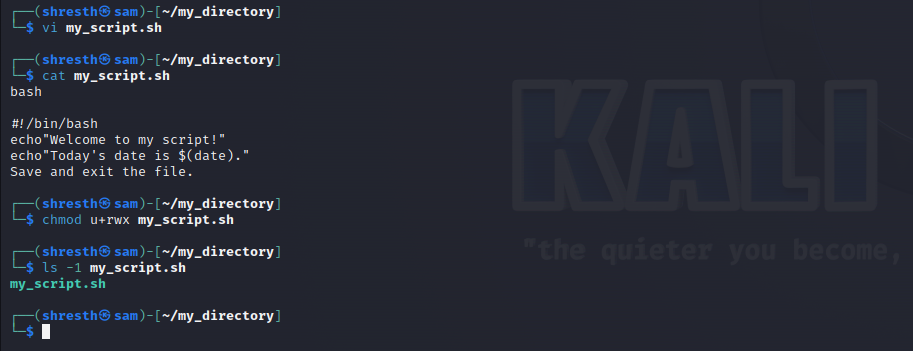 ┌──(shresth㉿sam)-[~/my_directory]
└─$ vi my_script.sh
┌──(shresth㉿sam)-[~/my_directory]
└─$ cat my_script.sh
bash
#!/bin/bash
echo"Welcome to my script!"
echo"Today's date is $(date)."
Save and exit the file.
┌──(shresth㉿sam)-[~/my_directory]
└─$ chmod u+rwx my_script.sh
┌──(shresth㉿sam)-[~/my_directory]
└─$ ls -1 my_script.sh
my_script.sh
┌──(shresth㉿sam)-[~/my_directory]
└─$
KALI
"the quieter you become,